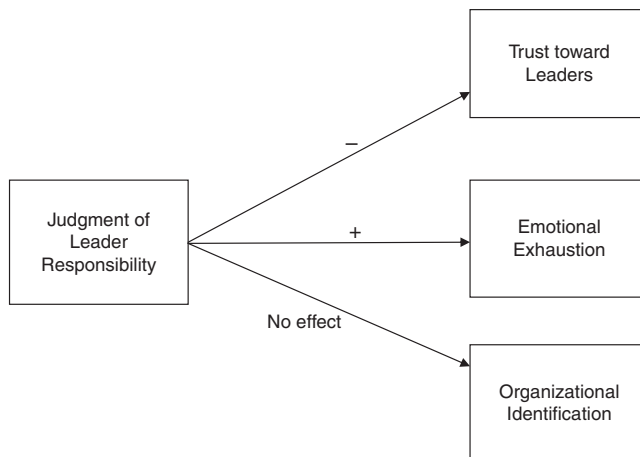 Trust toward
Leaders
–
Judgment of
Leader
Responsibility
+
Emotional
Exhaustion
No effect
Organizational
Identification